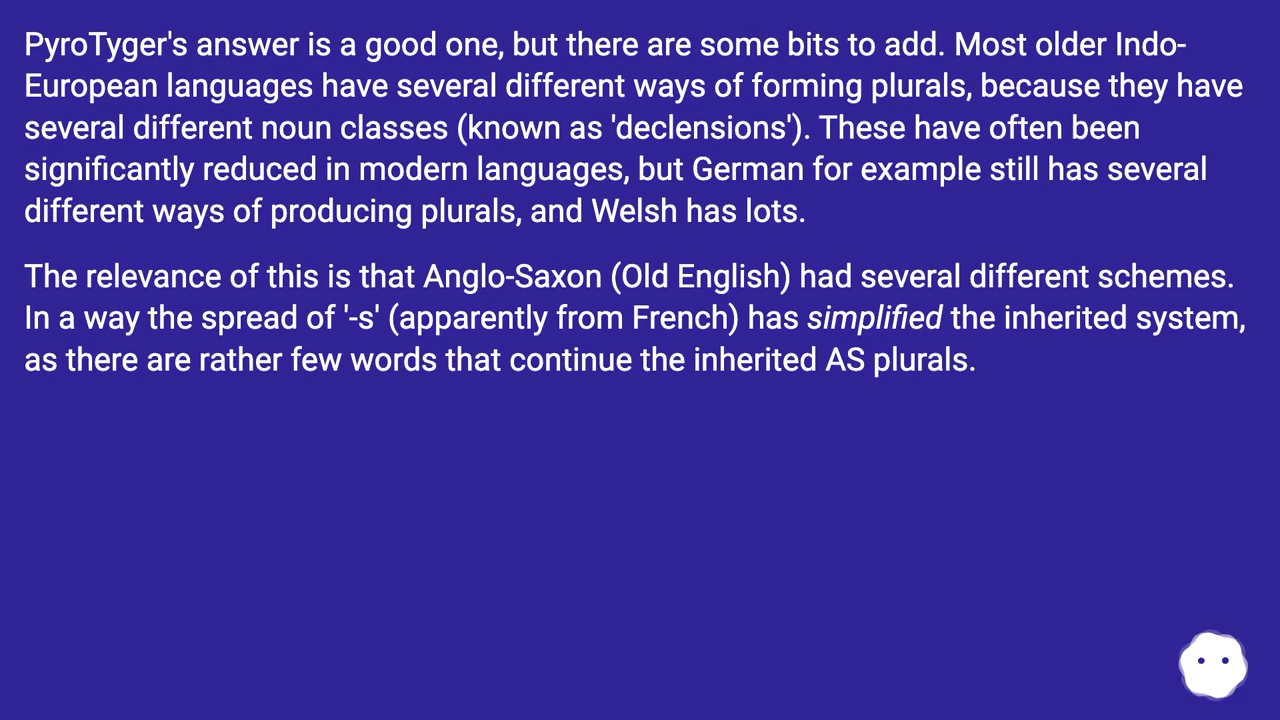 PyroTyger's answer is a good one, but there are some bits to add. Most older Indo-
European languages have several different ways of forming plurals, because they have
several different noun classes (known as 'declensions'). These have often been
significantly reduced in modern languages, but German for example still has several
different ways of producing plurals, and Welsh has lots.
The relevance of this is that Anglo-Saxon (Old English) had several different schemes.
In a way the spread of '-s' (apparently from French) has simplified the inherited system,
as there are rather few words that continue the inherited AS plurals.